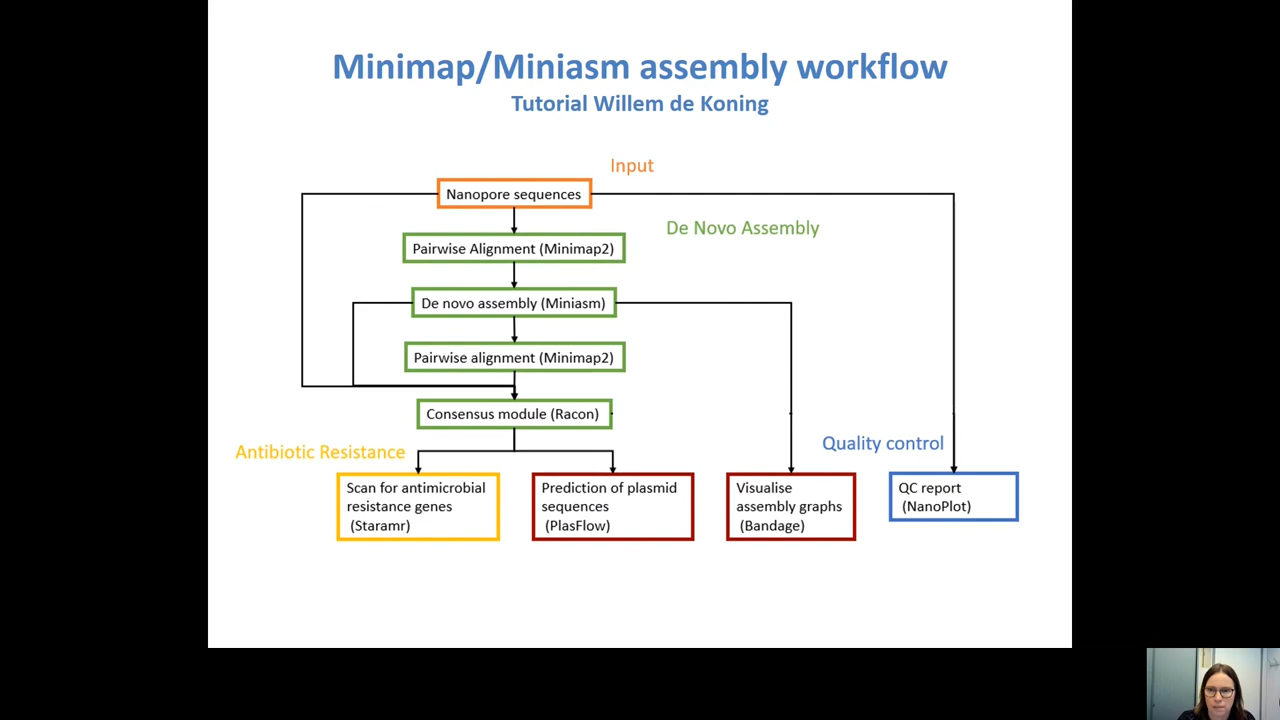 Minimap/Miniasm assembly workflow
Tutorial Willem de Koning
Input
Nanopore sequences
De Novo Assembly
Pairwise Alignment (Minimap2)
De novo assembly (Miniasm)
Pairwise alignment (Minimap2)
Consensus module (Racon)
Antibiotic Resistance
Quality control
Scan for antimicrobial
resistance genes
(Staramr)
Prediction of plasmid
sequences
(PlasFlow)
Visualise
assembly graphs
(Bandage)
QC report
(NanoPlot)